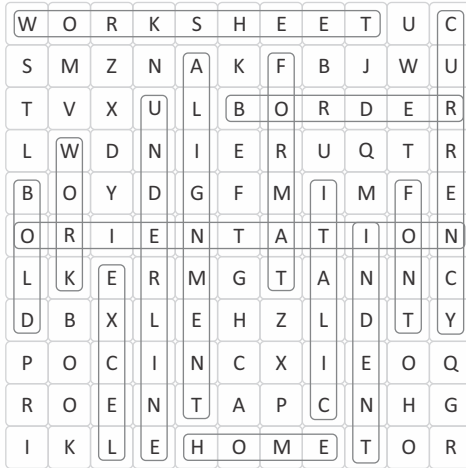 W O R K S H E E T U C
S M Z N A K F B J W U
T V X U L B O R D E R
L W D N I E R U Q T R
B O Y D G F M I M F E
O R I E N T A T I O N
L K E R M G T A N N C
D B X L E H Z L D T Y
P O C I N C X I E O Q
R O E N T A P C N H G
I K L E H O M E T O R